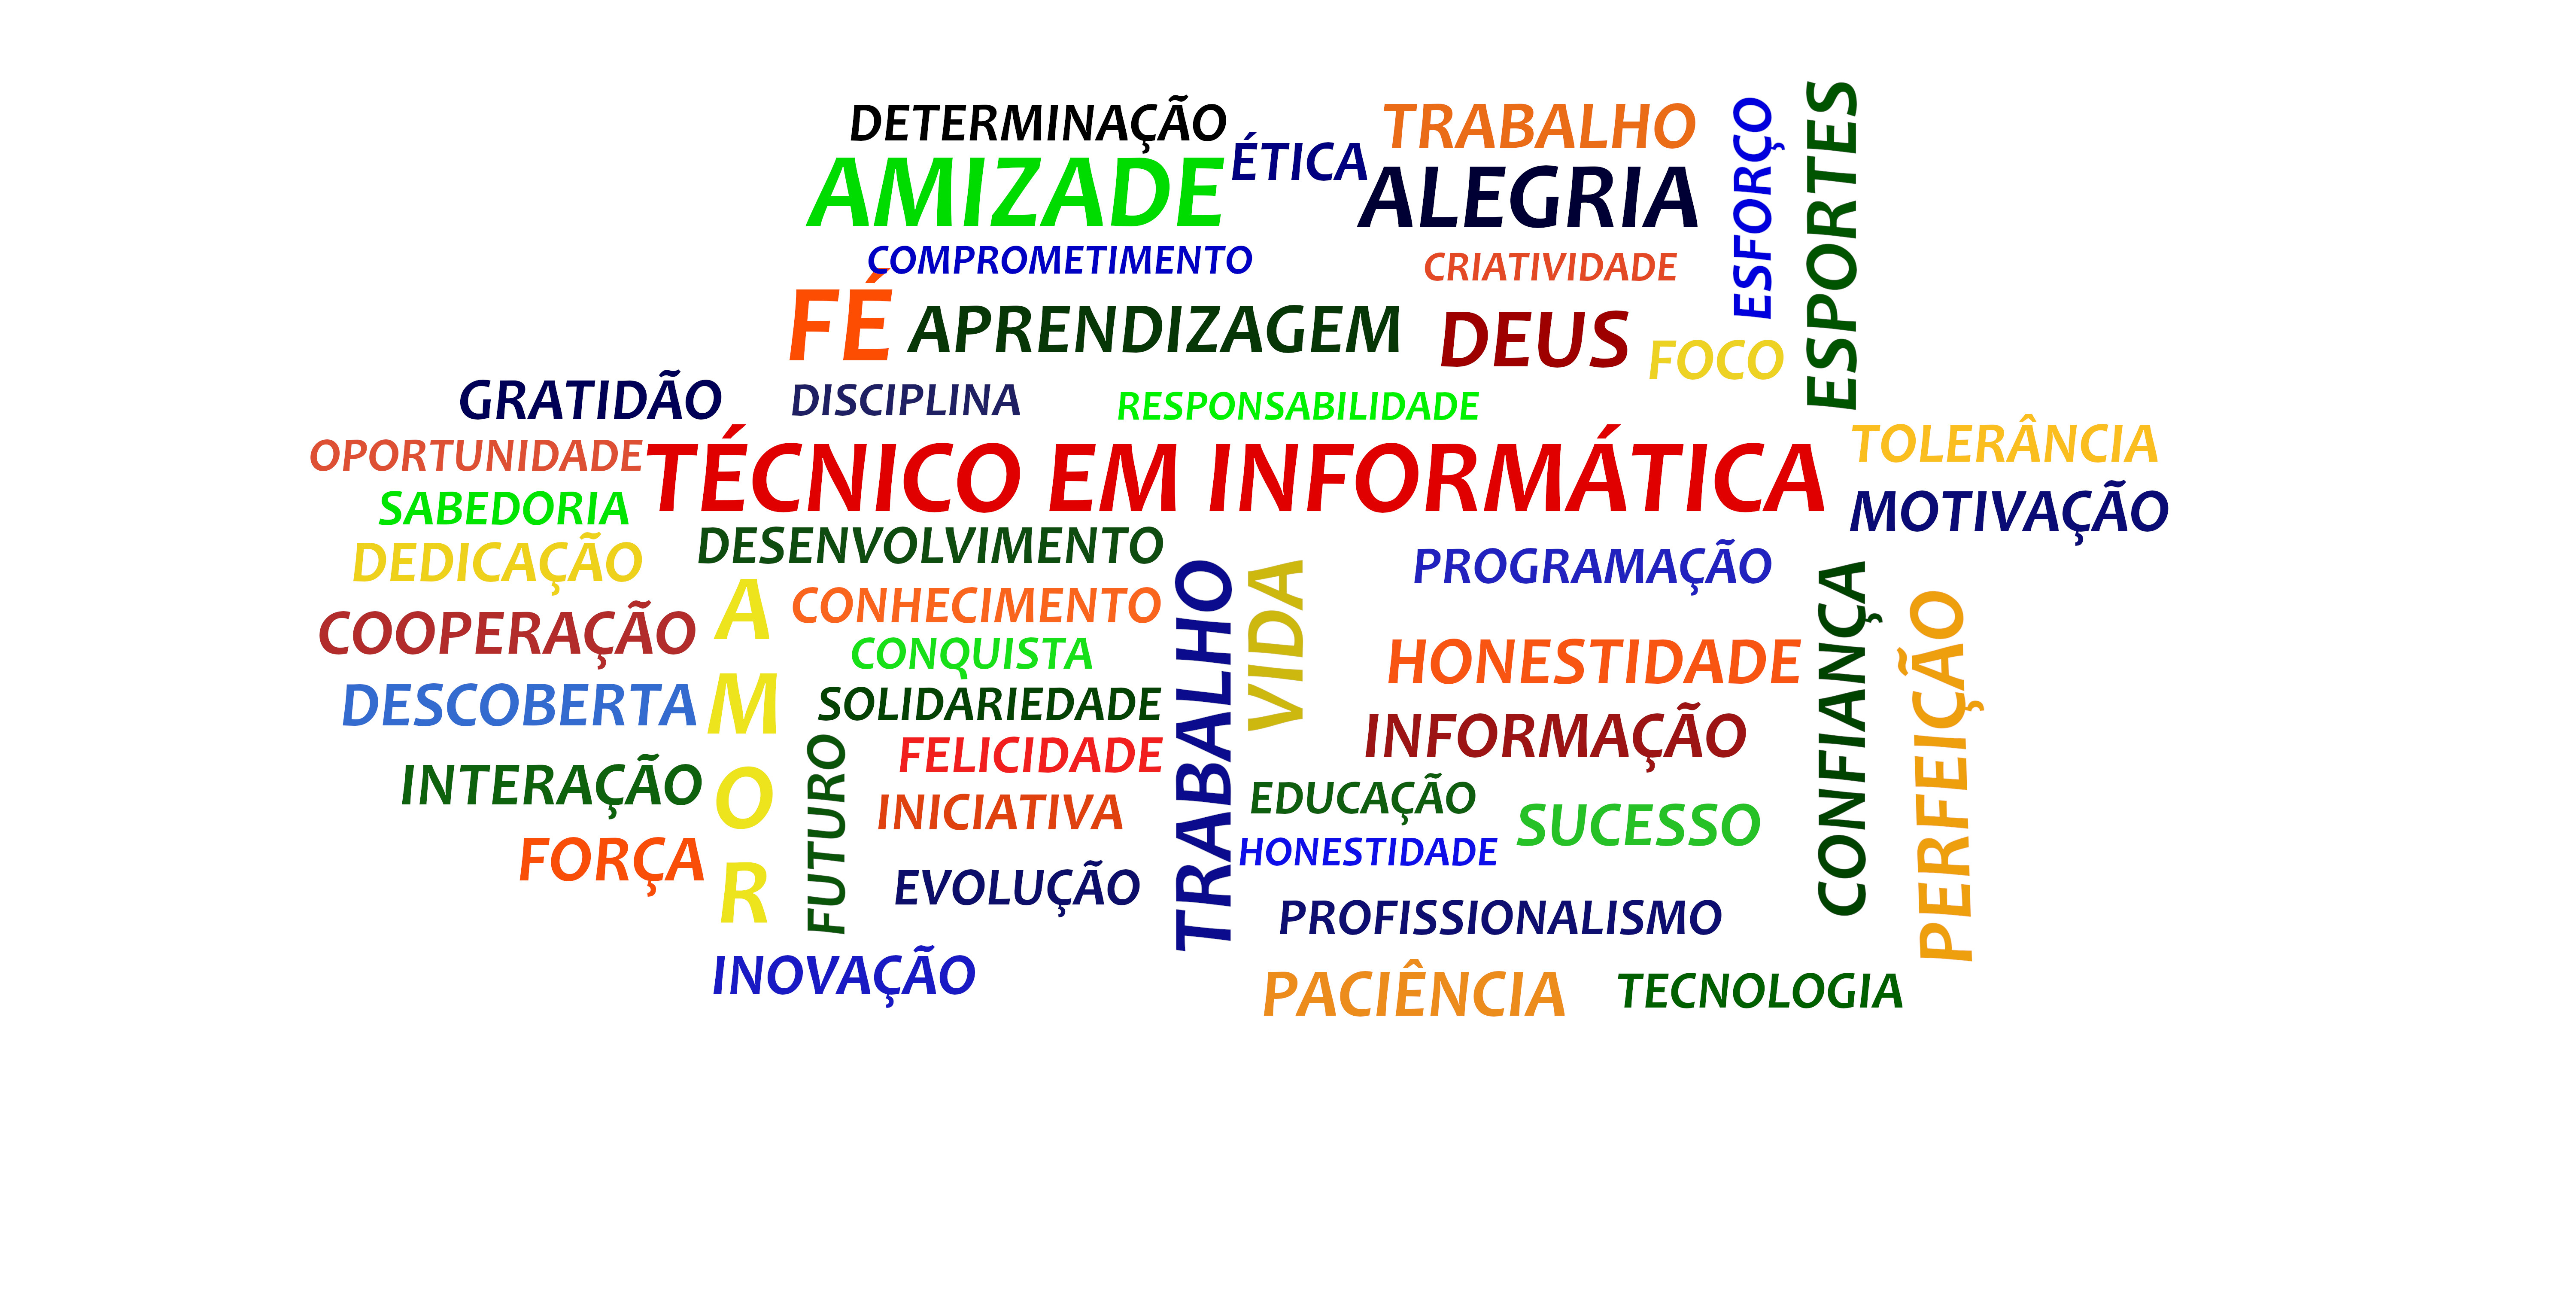 DETERMINAÇÃO
TRABALHO
ESFORÇO
ESPORTES
AMIZADE
ÉTICA
ALEGRIA
COMPROMETIMENTO
CRIATIVIDADE
FÉ
APRENDIZAGEM
DEUS
FOCO
GRATIDÃO
DISCIPLINA
RESPONSABILIDADE
OPORTUNIDADE
TÉCNICO EM INFORMÁTICA
TOLERÂNCIA
SABEDORIA
MOTIVAÇÃO
DEDICAÇÃO
DESENVOLVIMENTO
PROGRAMAÇÃO
COOPERAÇÃO
AMOR
CONHECIMENTO
TRABALHO
VIDA
CONFIANÇA
PERFEIÇÃO
CONQUISTA
HONESTIDADE
DESCOBERTA
SOLIDARIEDADE
INFORMAÇÃO
INTERAÇÃO
FUTURO
FELICIDADE
INICIATIVA
EDUCAÇÃO
SUCESSO
FORÇA
HONESTIDADE
EVOLUÇÃO
PROFISSIONALISMO
INOVAÇÃO
PACIÊNCIA
TECNOLOGIA